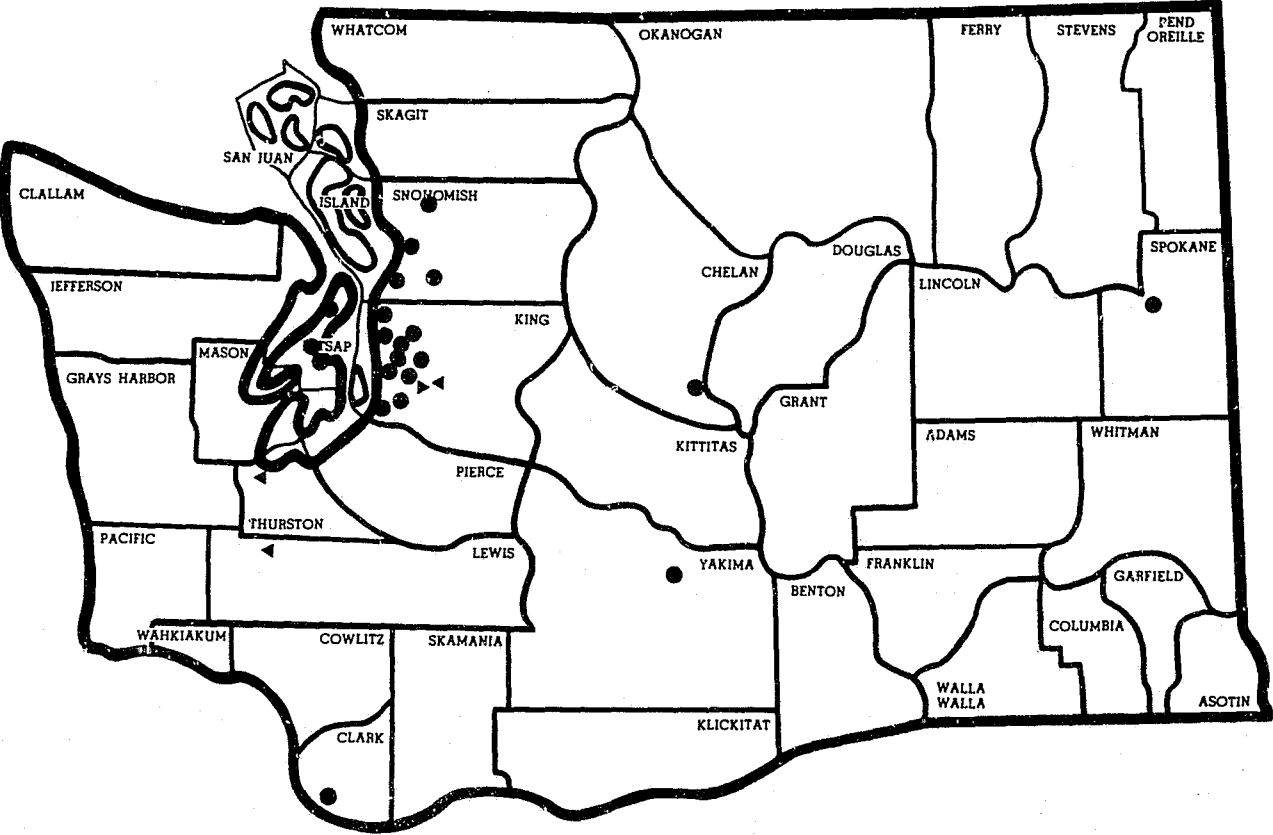 WHATCOM
OKANOGAN
FERRY
STEVENS
PEND
OREILLE
SKAGIT
SAN JUAN
CLALLAM
ISLAND
SNOHOMISH
SPOKANE
DOUGLAS
CHELAN
JEFFERSON
LINCOLN
KING
TSAP
MASON
GRAYS HARBOR
GRANT
ADAMS
WHITMAN
KITTITAS
PIERCE
THURSTON
PACIFIC
LEWIS
YAKIMA
FRANKLIN
GARFIELD
BENTON
COLUMBIA
WAHKIAKUM
COWLITZ
SKAMANIA
WALLA
WALLA
ASOTIN
KLICKITAT
CLARK